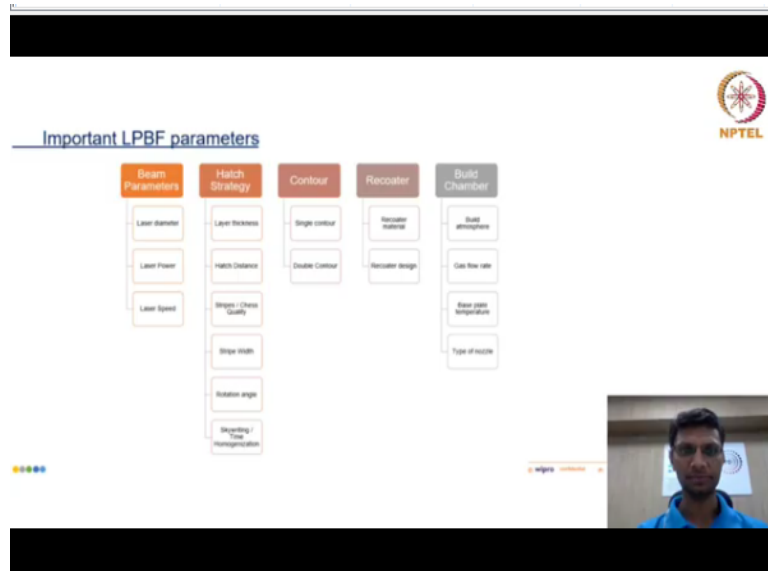 NPTEL
Important LPBF parameters
Beam
Parameters
Laser diameter
Laser Power
Laser Speed
Hatch
Strategy
Layer thickness
Hatch Distance
Stripes / Chess
Quality
Stripe Width
Rotation angle
Skywriting /
Time
Homogenization
Contour
Single contour
Double Contour
Recoater
Recoater
material
Recoater design
Build
Chamber
Build
atmosphere
Gas flow rate
Base plate
temperature
Type of nozzle
wipro confidential